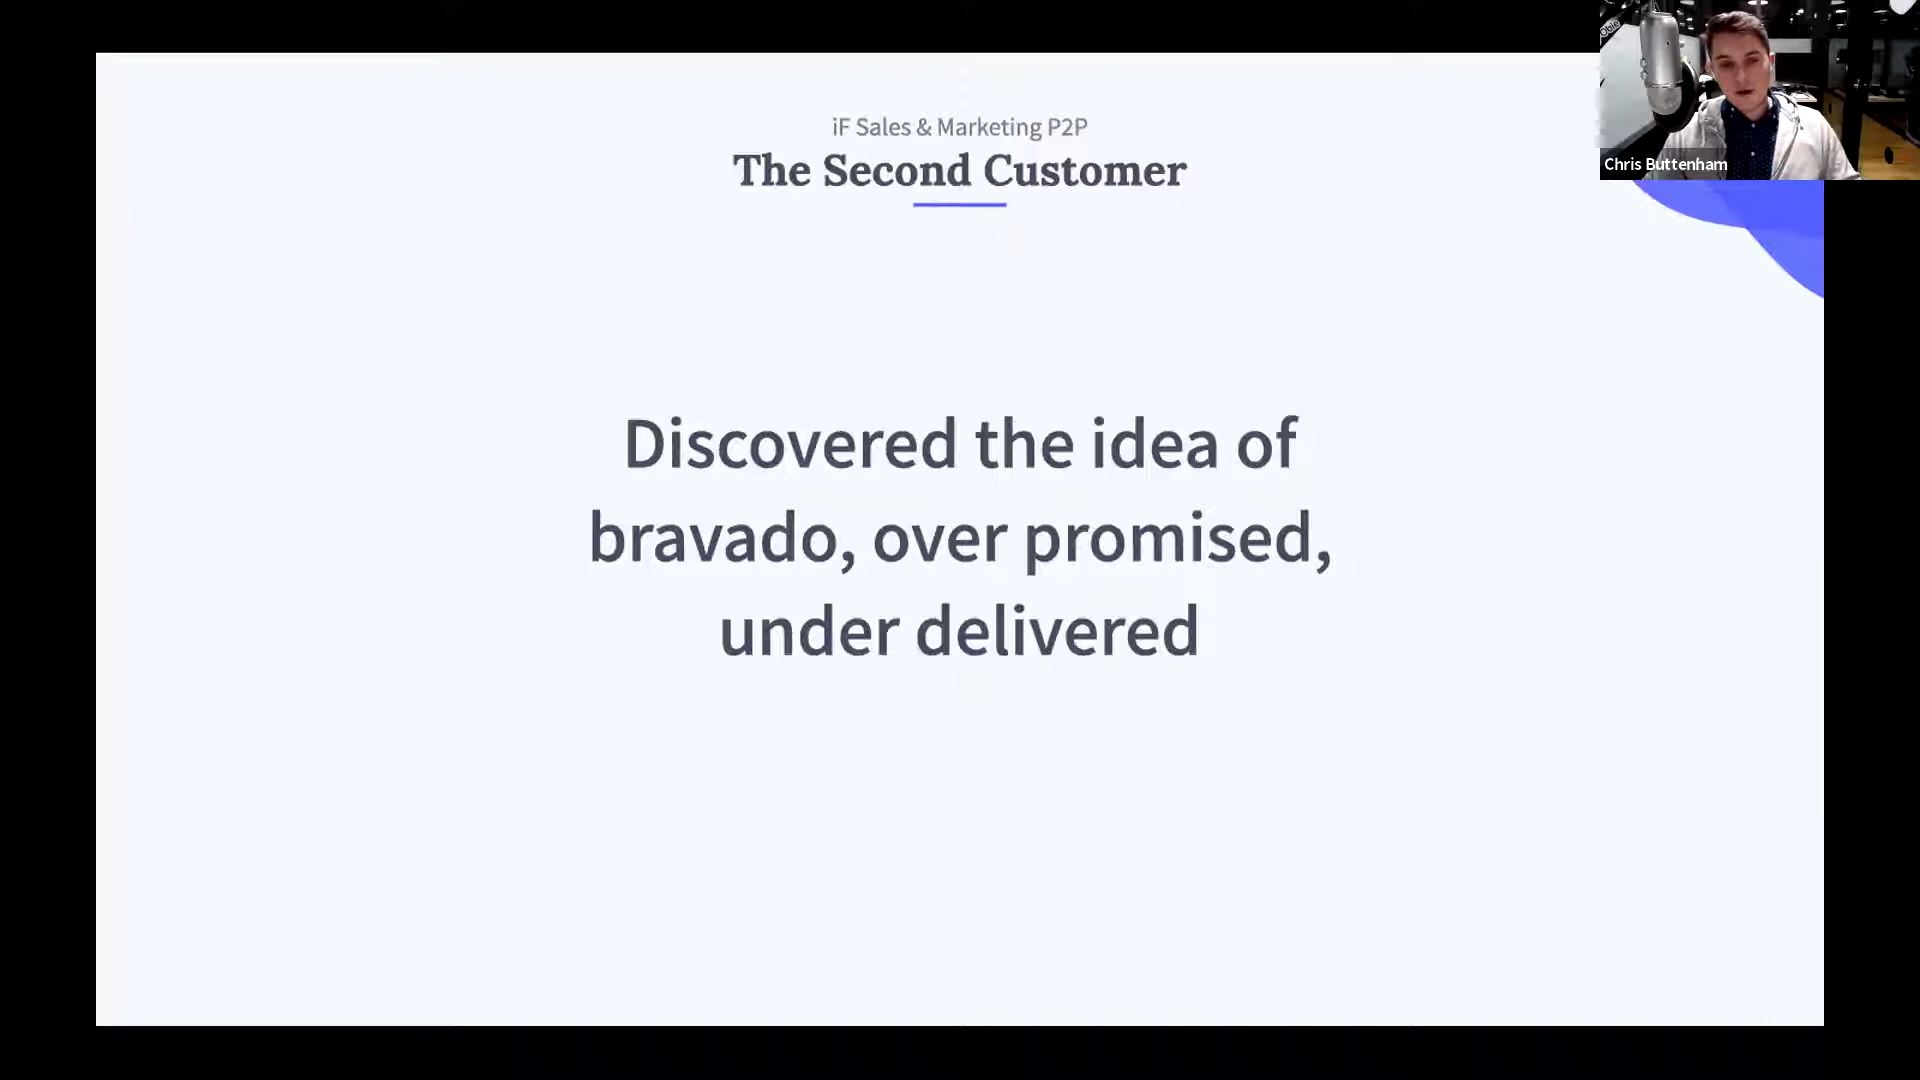 iF Sales & Marketing P2P
The Second Customer
Discovered the idea of
bravado, over promised,
under delivered
Chris Buttenham